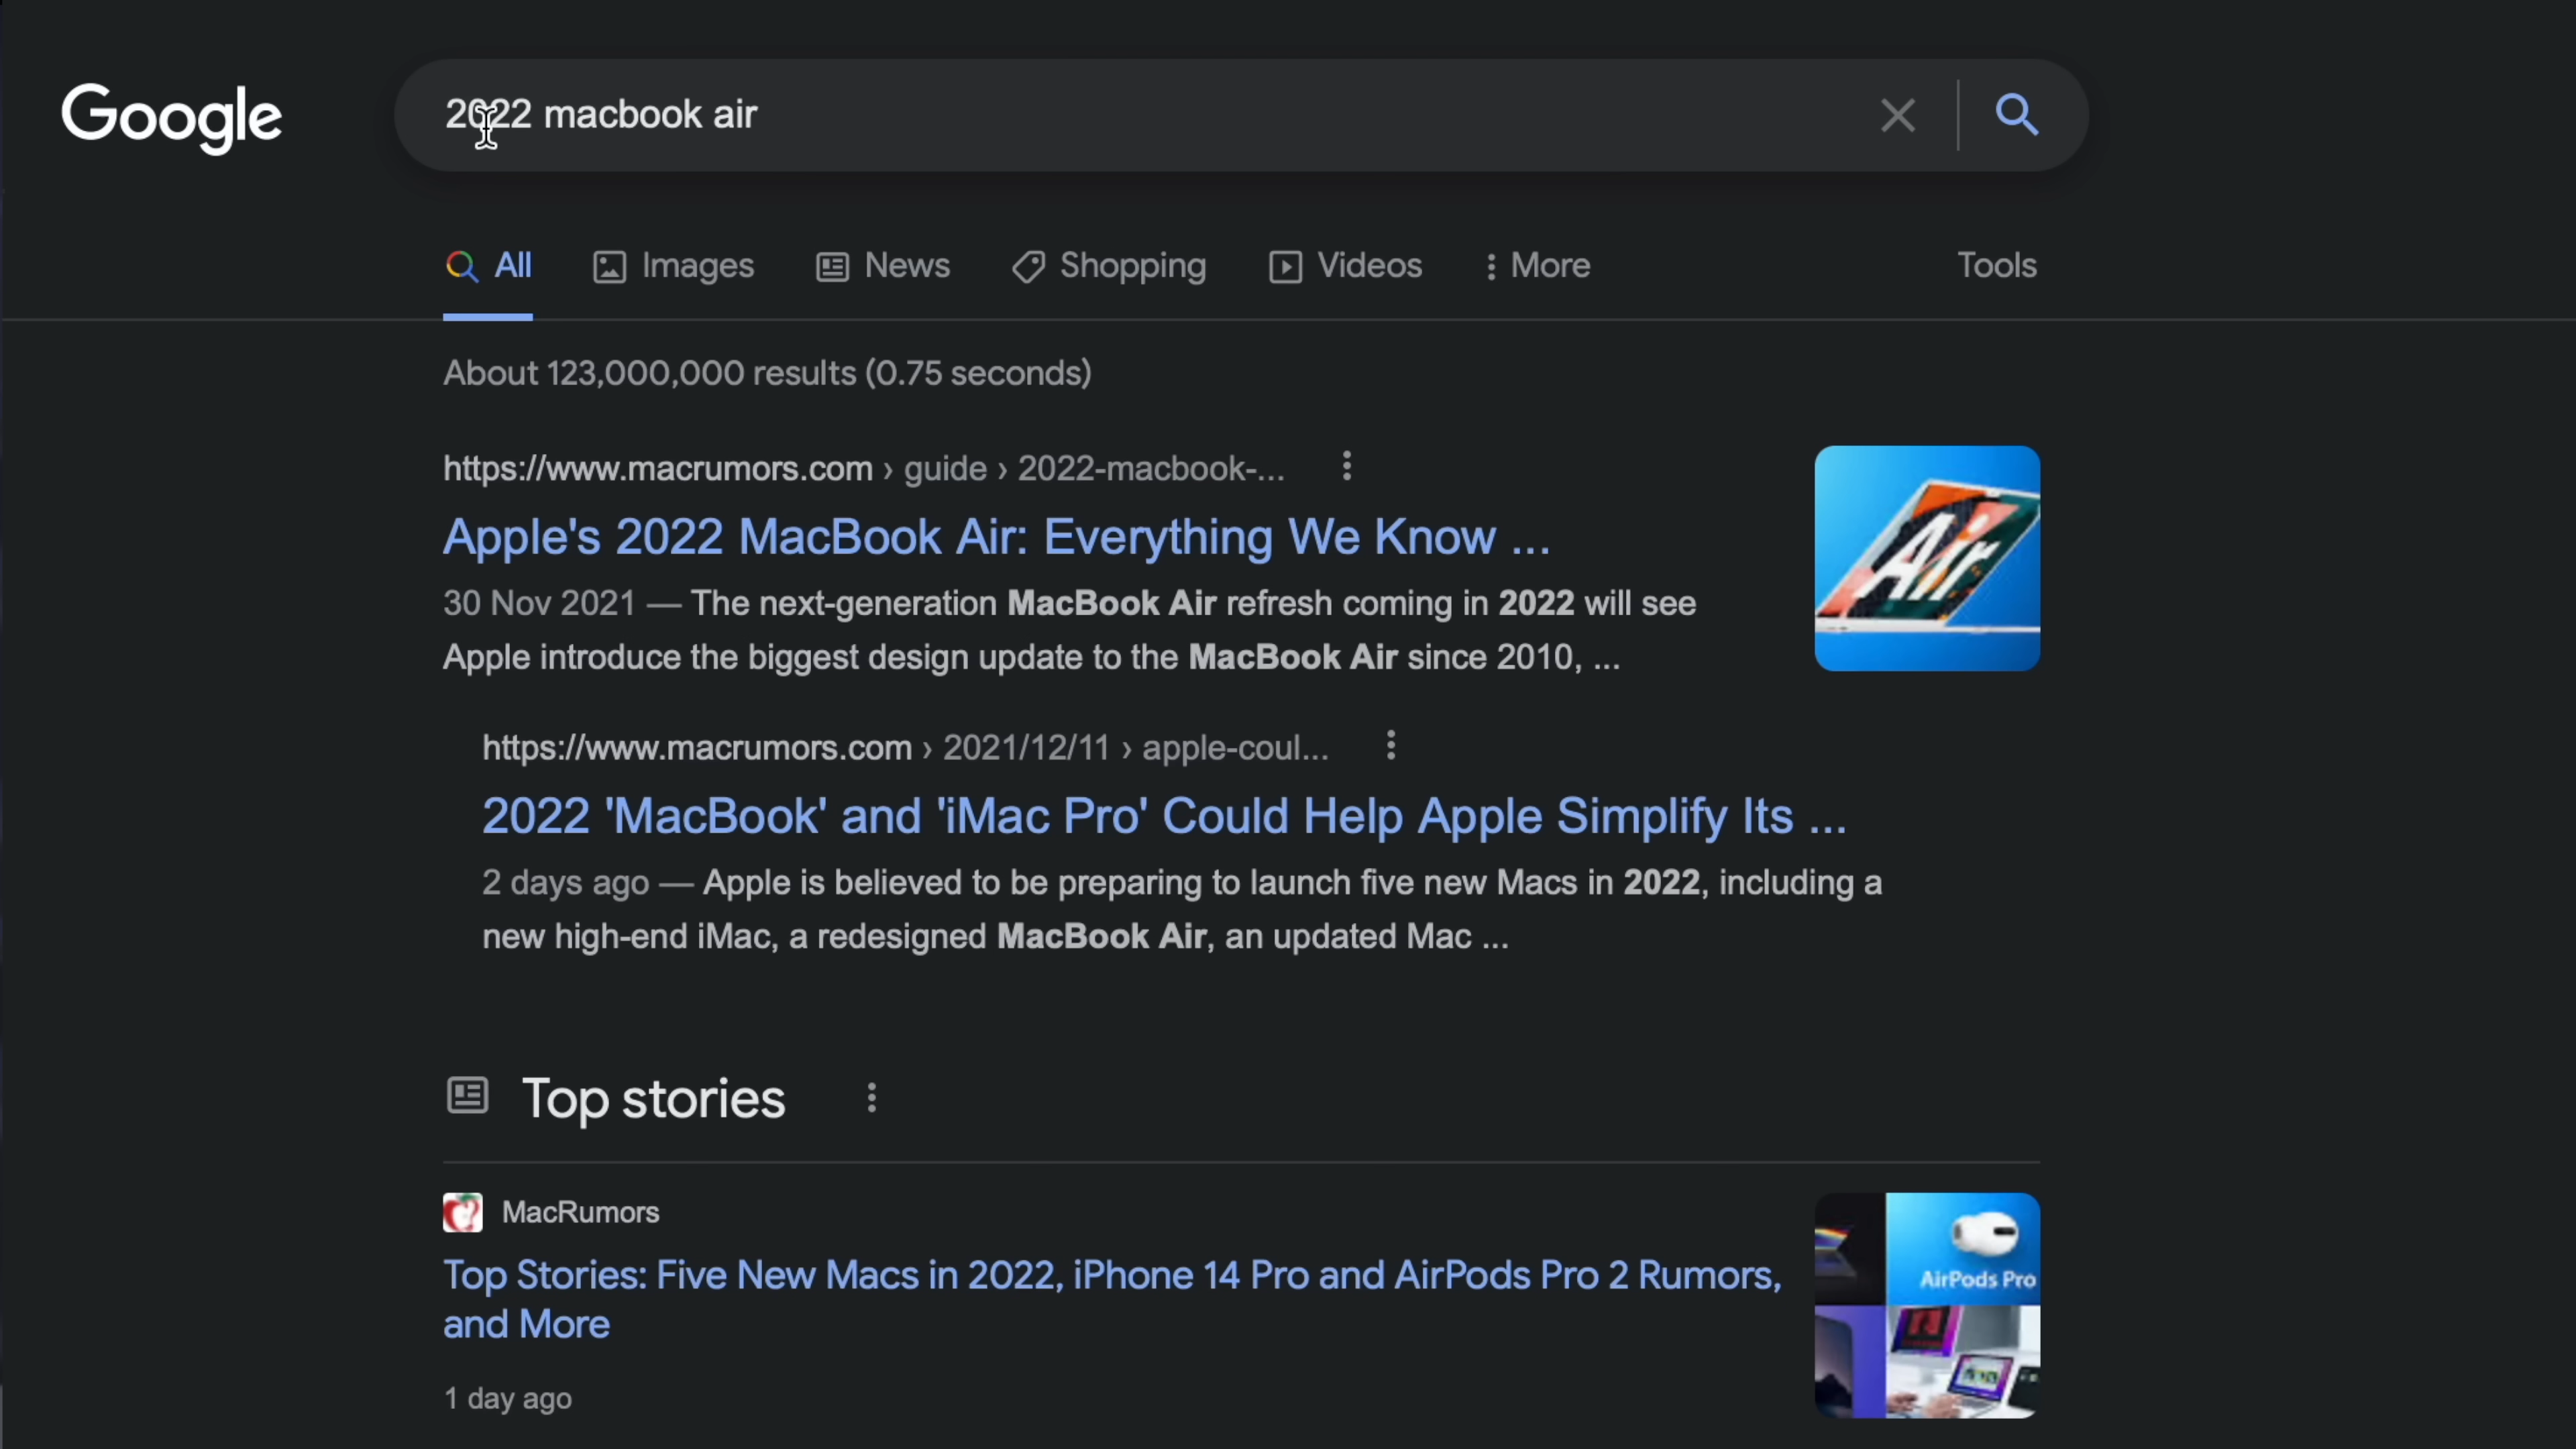 Google
2022 macbook air
All Images News Shopping Videos More Tools
About 123,000,000 results (0.75 seconds)
https://www.macrumors.com › guide › 2022-macbook-...
Apple's 2022 MacBook Air: Everything We Know ...
30 Nov 2021 — The next-generation MacBook Air refresh coming in 2022 will see
Apple introduce the biggest design update to the MacBook Air since 2010, ...
Air
https://www.macrumors.com › 2021/12/11 › apple-coul...
2022 'MacBook' and 'iMac Pro' Could Help Apple Simplify Its ...
2 days ago — Apple is believed to be preparing to launch five new Macs in 2022, including a
new high-end iMac, a redesigned MacBook Air, an updated Mac ...
Top stories
MacRumors
Top Stories: Five New Macs in 2022, iPhone 14 Pro and AirPods Pro 2 Rumors,
and More
1 day ago
AirPods Pro